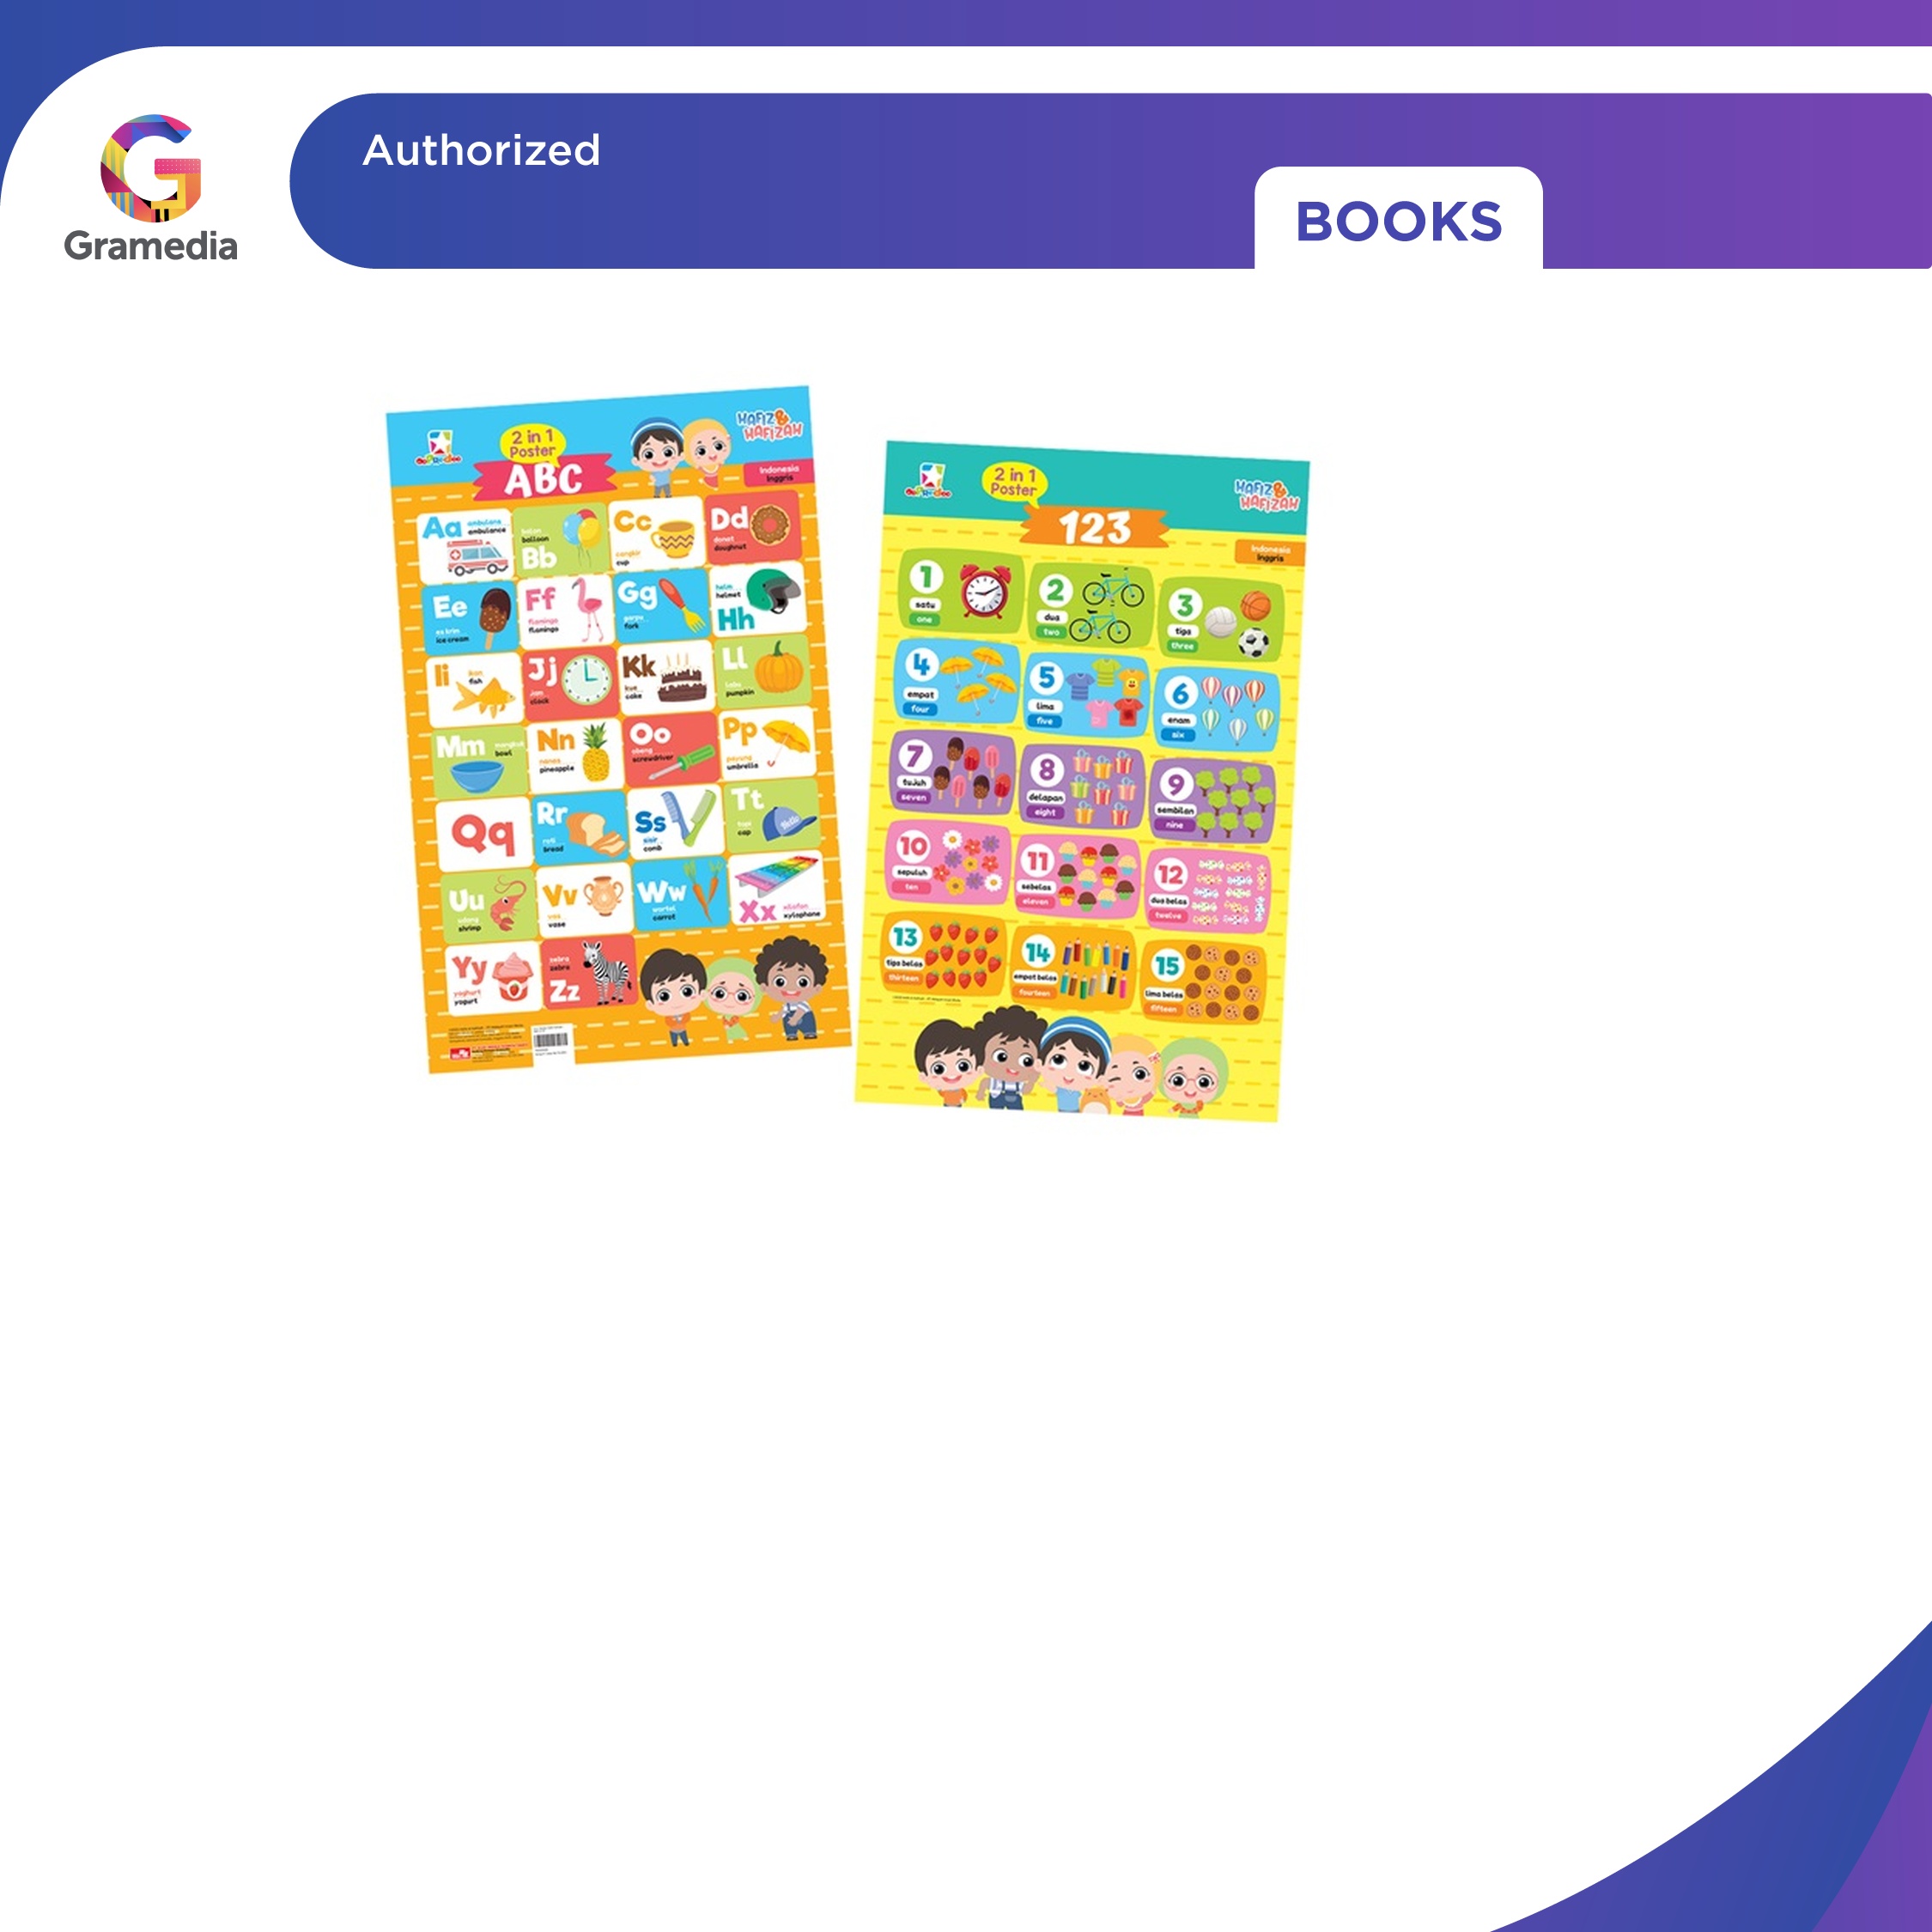 Gramedia
Authorized
BOOKS
2 in 1
Poster
ABC
HAFIZ &
HAFIZAH
Indonesia
Inggris
Aa
ambulans
ambulance
balon
balloon
Bb
Cc
cangkir
cup
Dd
donat
doughnut
Ee
es krim
ice cream
Ff
flamingo
flamingo
Gg
garpu
fork
helm
helmet
Hh
Ii
ikan
fish
Jj
jam
clock
Kk
kue
cake
Ll
labu
pumpkin
Mm
mangkuk
bowl
Nn
nanas
pineapple
Oo
obeng
screwdriver
Pp
payung
umbrella
Qq
Rr
roti
bread
Ss
sisir
comb
Tt
topi
cap
Hello
Uu
udang
shrimp
Vv
vas
vase
Ww
wortel
carrot
Xx
xilofon
xylophone
Yy
yoghurt
yogurt
zebra
zebra
Zz
2 in 1
Poster
123
HAFIZ &
HAFIZAH
Indonesia
Inggris
1
satu
one
2
dua
two
3
tiga
three
4
empat
four
5
lima
five
6
enam
six
7
tujuh
seven
8
delapan
eight
9
sembilan
nine
10
sepuluh
ten
11
sebelas
eleven
12
dua belas
twelve
13
tiga belas
thirteen
14
empat belas
fourteen
15
lima belas
fifteen